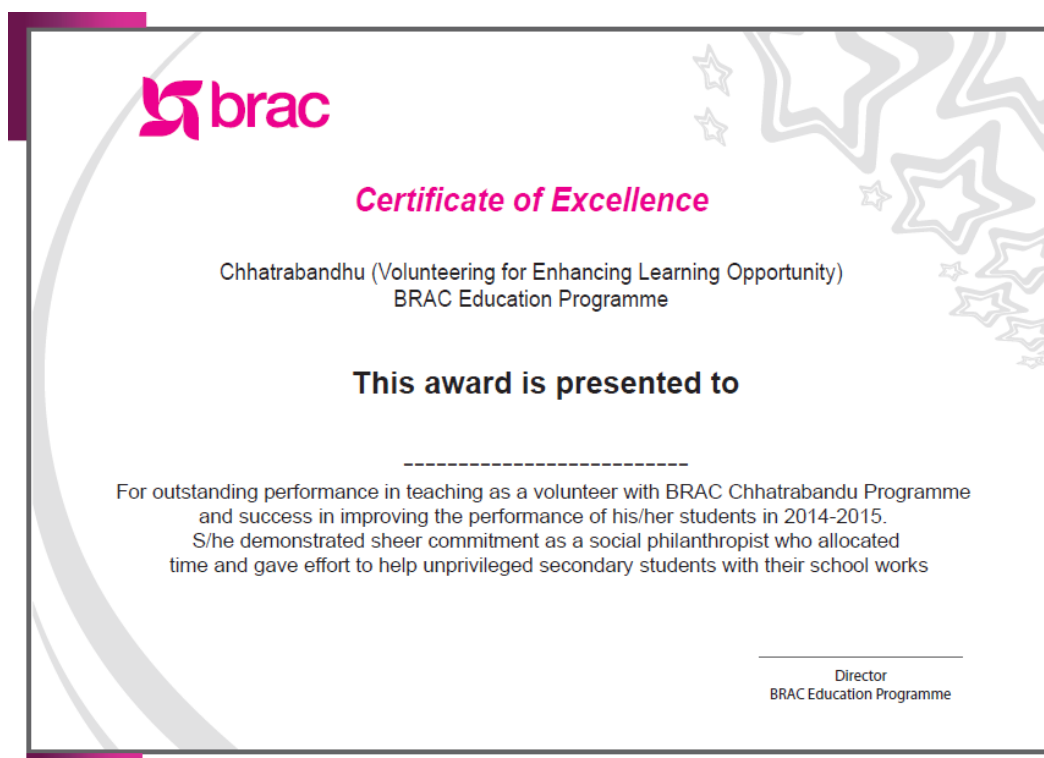 brac
Certificate of Excellence
Chhatrabandhu (Volunteering for Enhancing Learning Opportunity)
BRAC Education Programme
This award is presented to
--------------------------
For outstanding performance in teaching as a volunteer with BRAC Chhatrabandu Programme
and success in improving the performance of his/her students in 2014-2015.
S/he demonstrated sheer commitment as a social philanthropist who allocated
time and gave effort to help unprivileged secondary students with their school works
Director
BRAC Education Programme